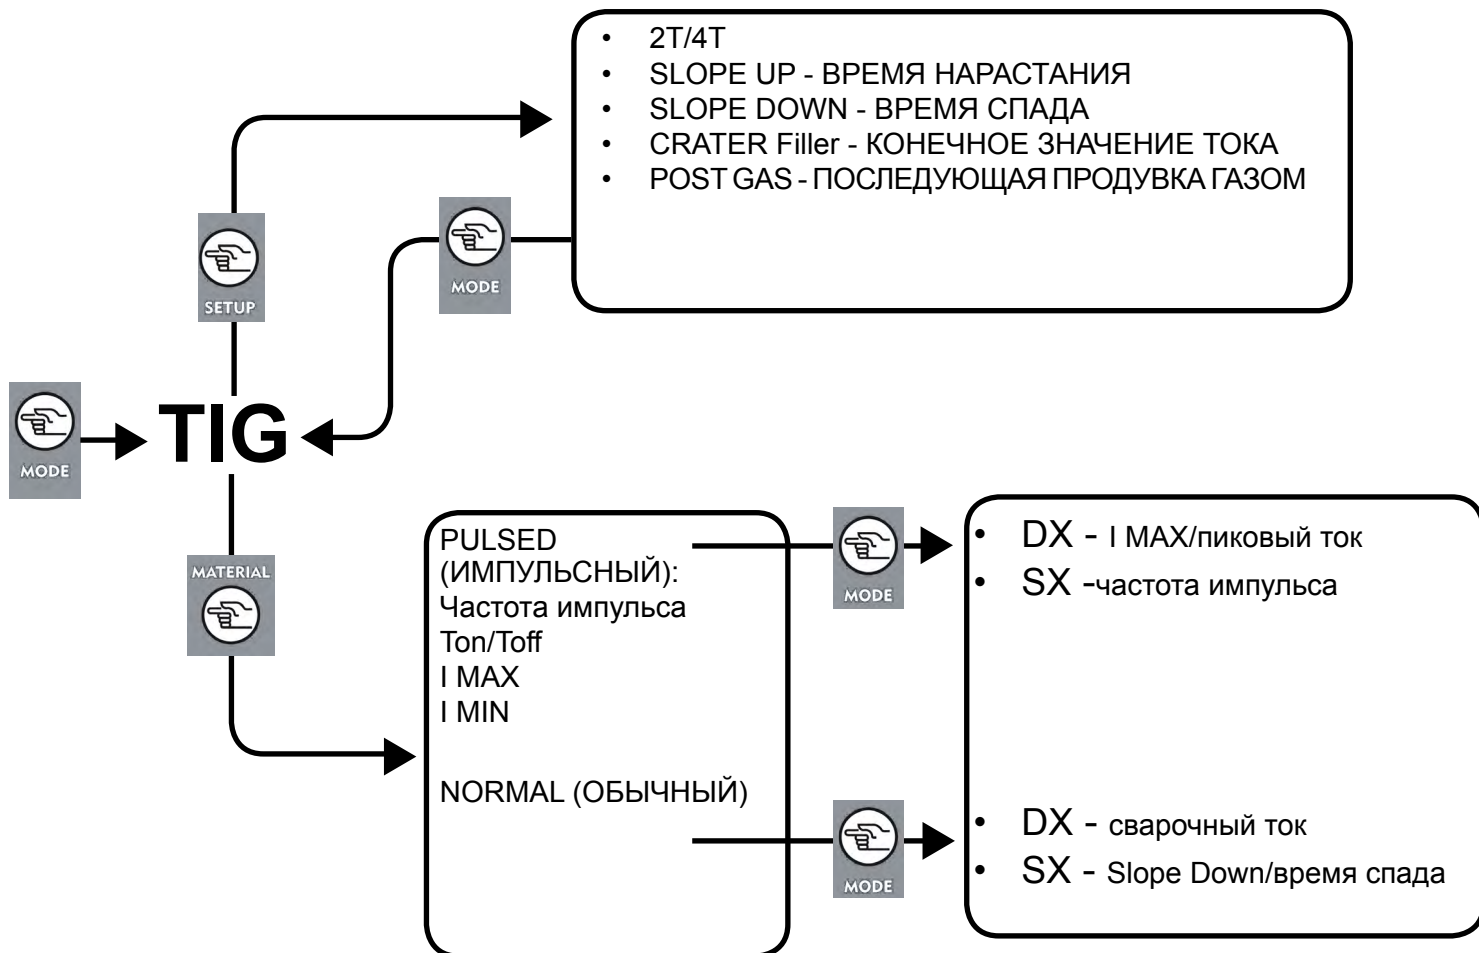 • 2T/4T
• SLOPE UP - ВРЕМЯ НАРАСТАНИЯ
• SLOPE DOWN - ВРЕМЯ СПАДА
• CRATER Filler - КОНЕЧНОЕ ЗНАЧЕНИЕ ТОКА
• POST GAS - ПОСЛЕДУЮЩАЯ ПРОДУВКА ГАЗОМ
SETUP
MODE
MODE
TIG
MATERIAL
PULSED
(ИМПУЛЬСНЫЙ):
Частота импульса
Ton/Toff
I MAX
I MIN
NORMAL (ОБЫЧНЫЙ)
MODE
• DX - I MAX/пиковый ток
• SX -частота импульса
MODE
• DX - сварочный ток
• SX - Slope Down/время спада